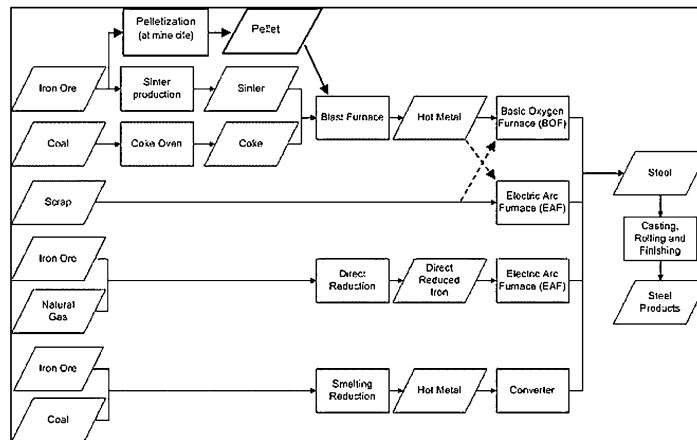 Pelletization
(at mine cite)
Pellet
Iron Ore
Sinter
production
Sinter
Coal
Coke Oven
Coke
Blast Furnace
Hot Metal
Basic Oxygen
Furnace (BOF)
Scrap
Electric Arc
Furnace (EAF)
Steel
Casting,
Rolling and
Finishing
Steel
Products
Iron Ore
Natural
Gas
Direct
Reduction
Direct
Reduced
Iron
Electric Arc
Furnace (EAF)
Iron Ore
Coal
Smelting
Reduction
Hot Metal
Converter